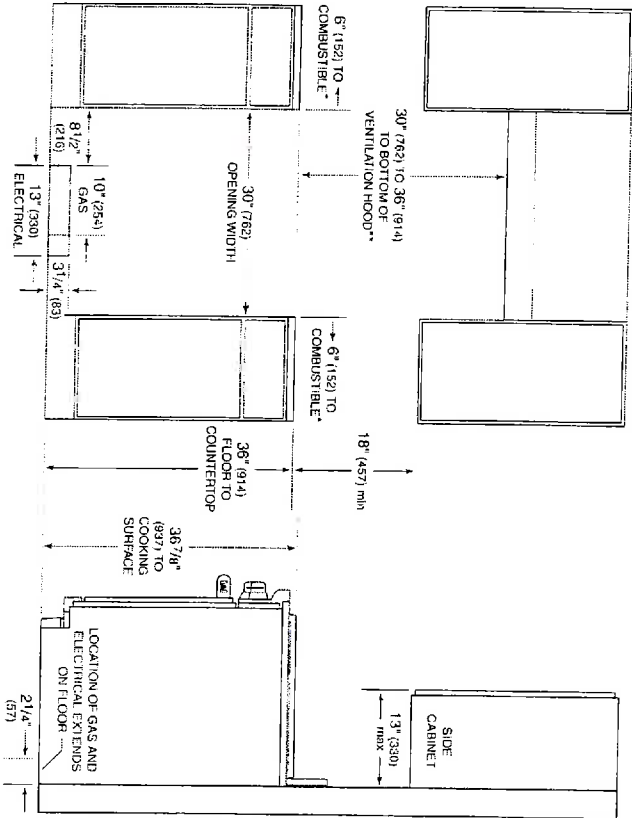 6" (152) TO
COMBUSTIBLE*
30" (762) TO 36" (914)
TO BOTTOM OF
VENTILATION HOOD**
8 1/2"
(216)
10" (254)
GAS
13" (330)
ELECTRICAL
30" (762)
OPENING WIDTH
3 1/4" (83)
6" (152) TO
COMBUSTIBLE*
18" (457) min
36" (914)
FLOOR TO
COUNTERTOP
36 7/8"
(937) TO
COOKING
SURFACE
SIDE
CABINET
13" (330)
max
LOCATION OF GAS AND
ELECTRICAL EXTENDS
ON FLOOR
2 1/4"
(57)